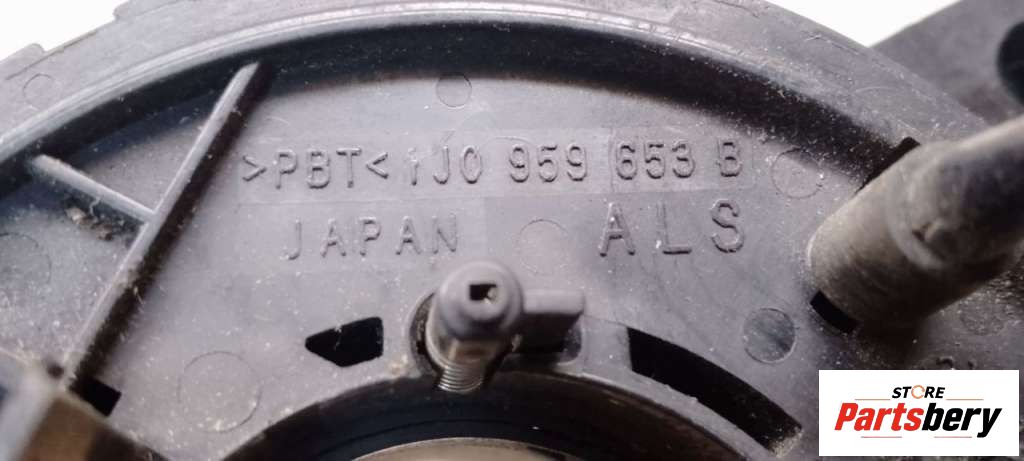 >PBT< 1J0 959 653 B
JAPAN ALS
STORE
Partsbery